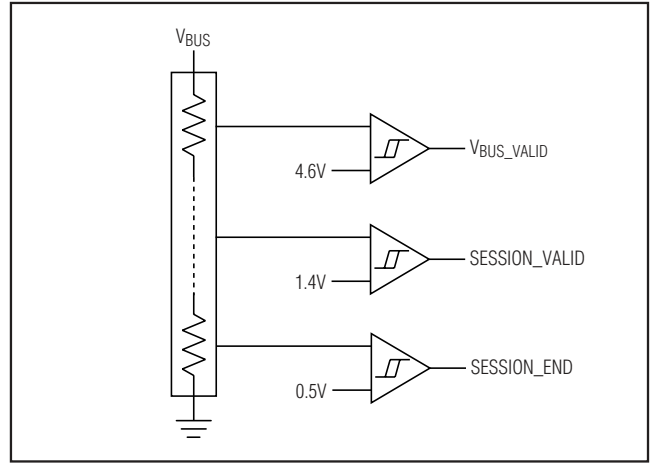 VBUS
4.6V
VBUS_VALID
1.4V
SESSION_VALID
0.5V
SESSION_END